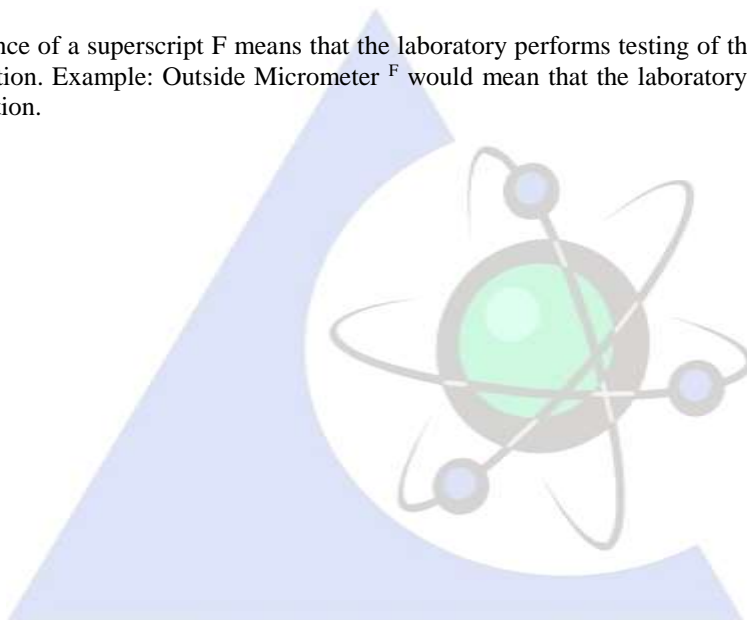 nce of a superscript F means that the laboratory performs testing of th
tion. Example: Outside Micrometer F would mean that the laboratory
tion.